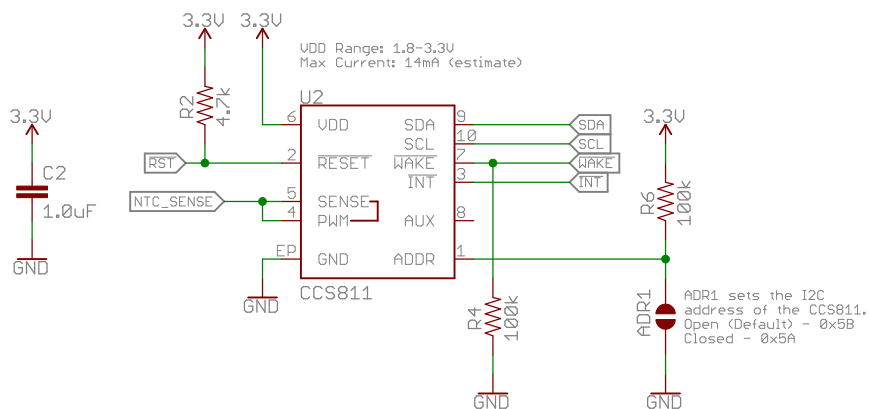 3.3V
3.3V
VDD Range: 1.8-3.3V
Max Current: 14mA (estimate)
R2
4.7k
U2
3.3V
C2
1.0uF
GND
3.3V
R6
100k
6
VDD
SDA
9
SDA
SCL
10
SCL
RST
2
RESET
WAKE
7
WAKE
INT
3
INT
NTC_SENSE
5
SENSE
4
PWM
AUX
8
EP
GND
ADDR
1
GND
CCS811
R4
100k
GND
ADR1
ADR1 sets the I2C
address of the CCS811.
Open (Default) - 0x5B
Closed - 0x5A
GND